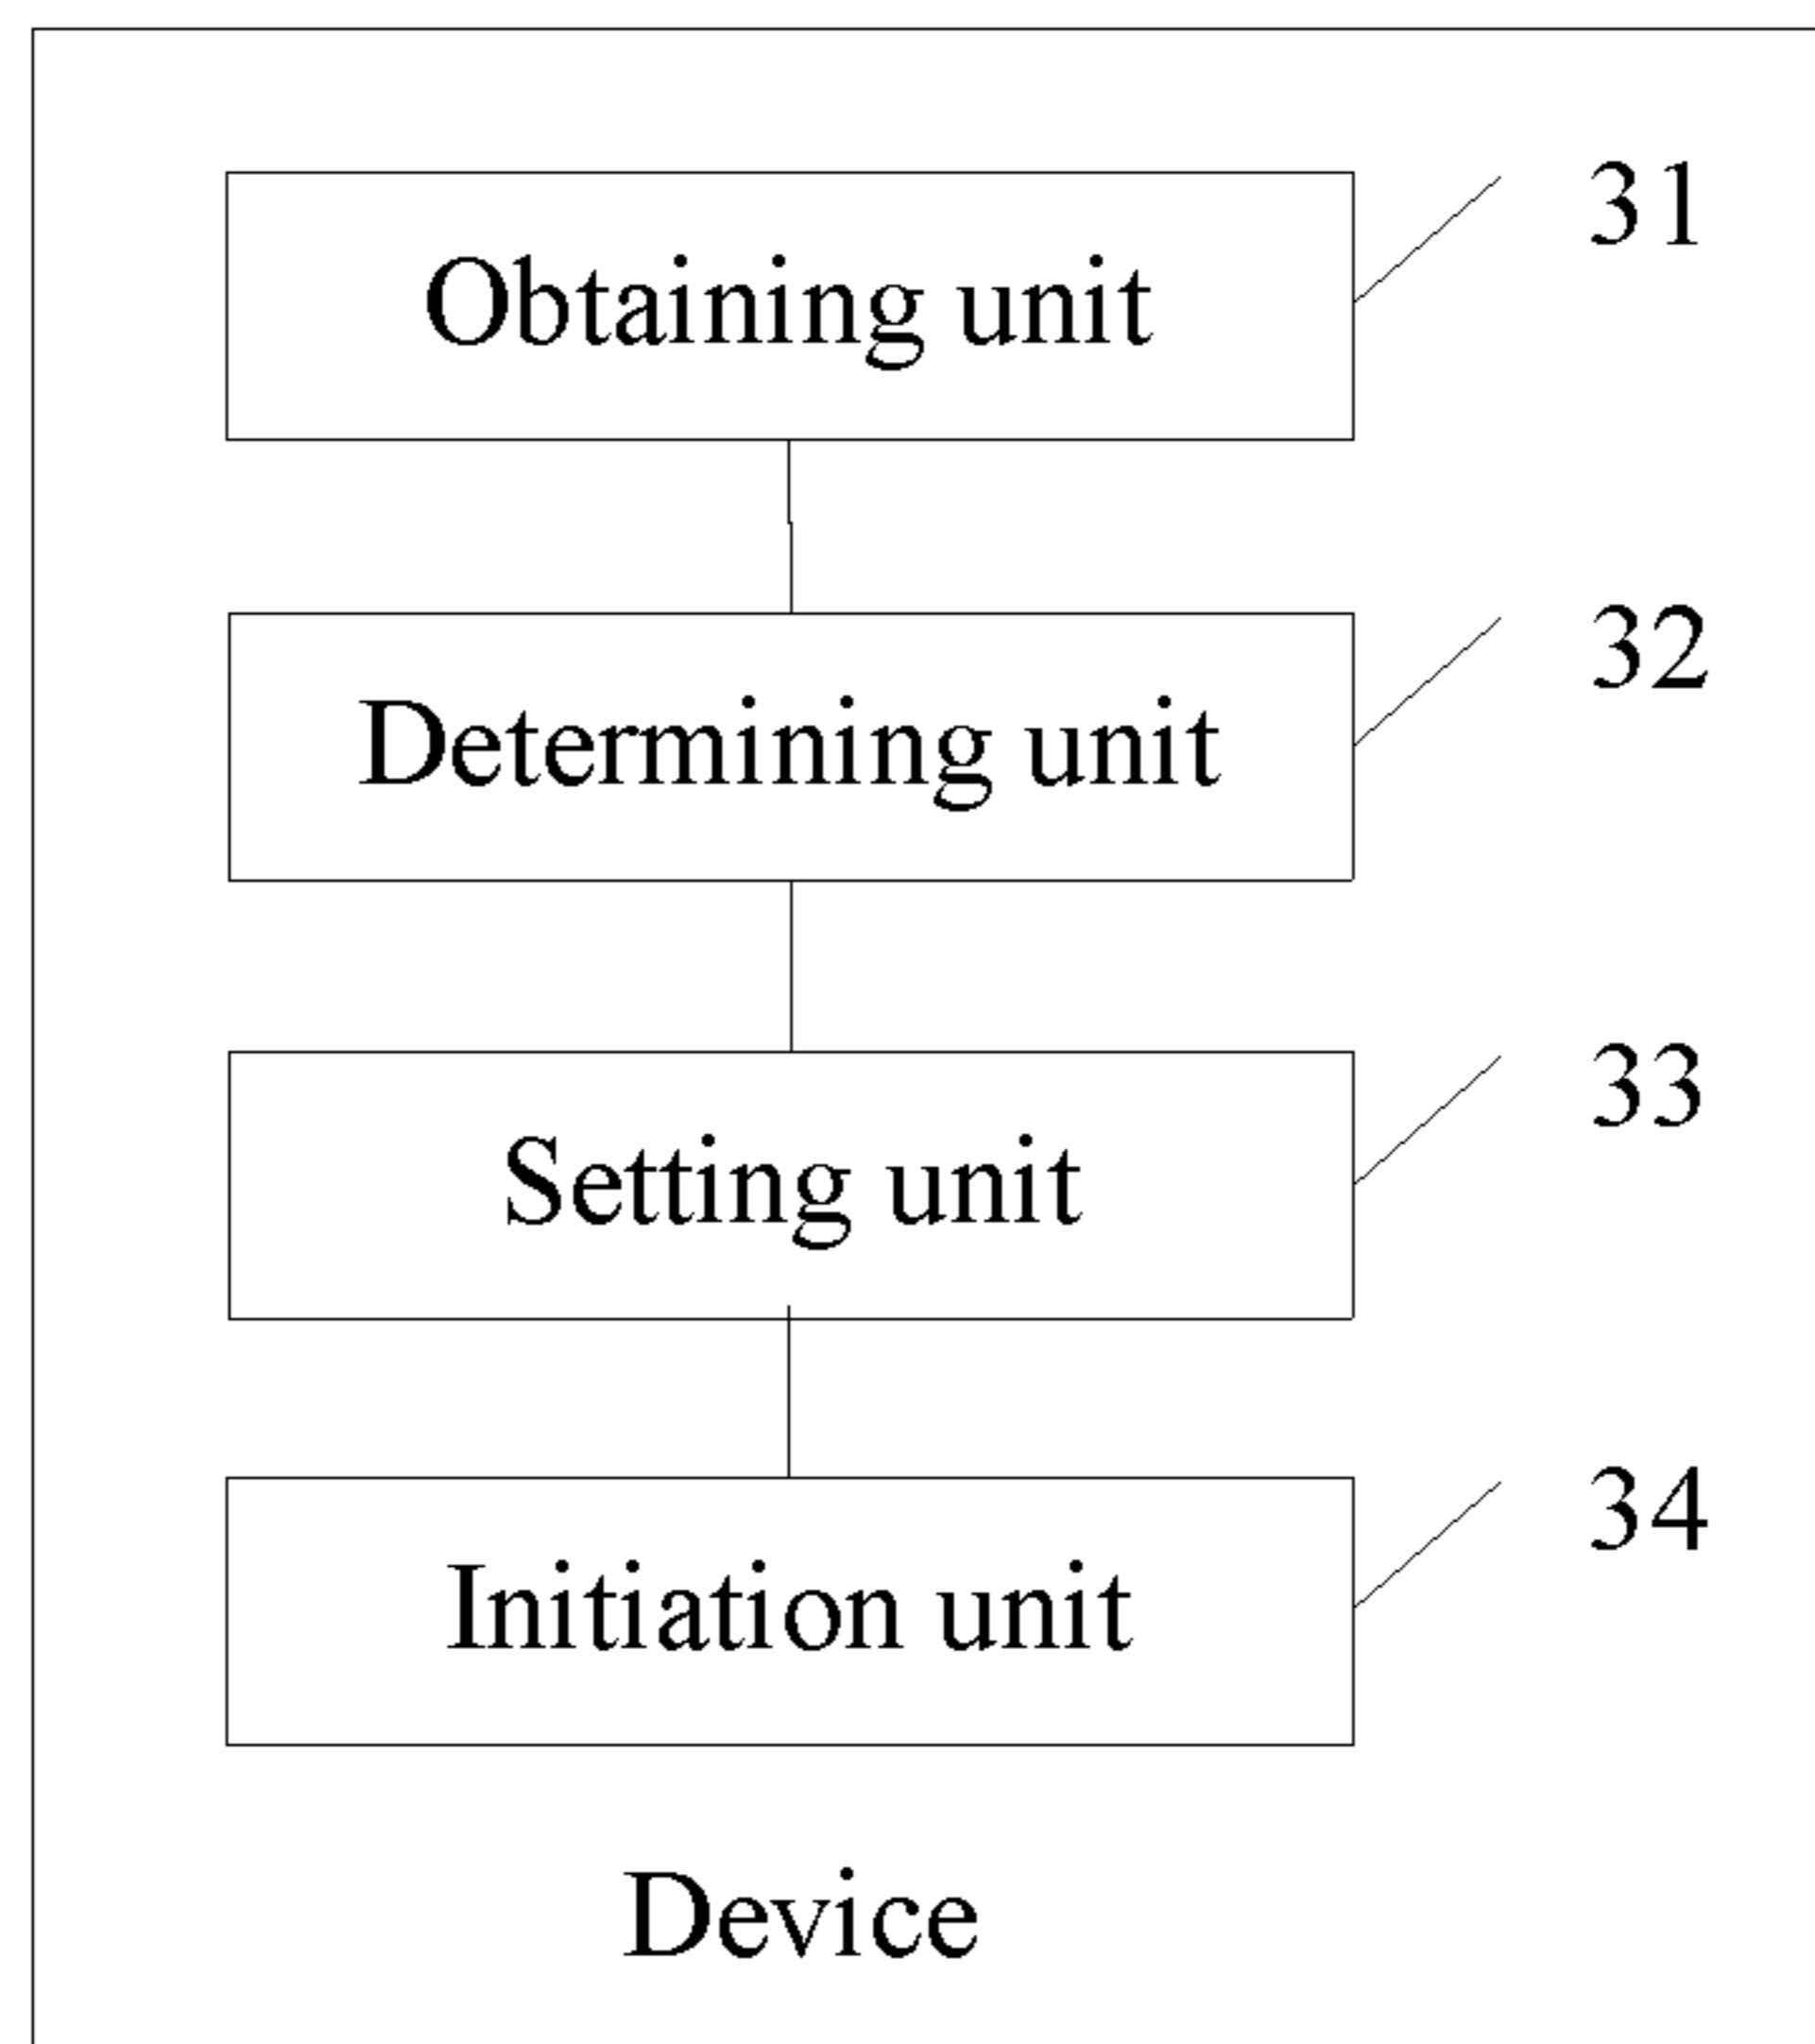 31
Obtaining unit
32
Determining unit
33
Setting unit
34
Initiation unit
Device